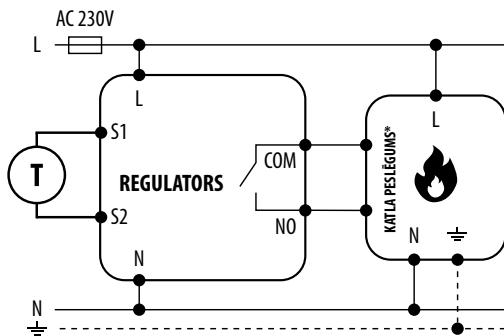 AC 230V
L
L
L
S1
T
REGULATORS
COM
KATLA PESLĒGUMS*
S2
NO
N
N
N